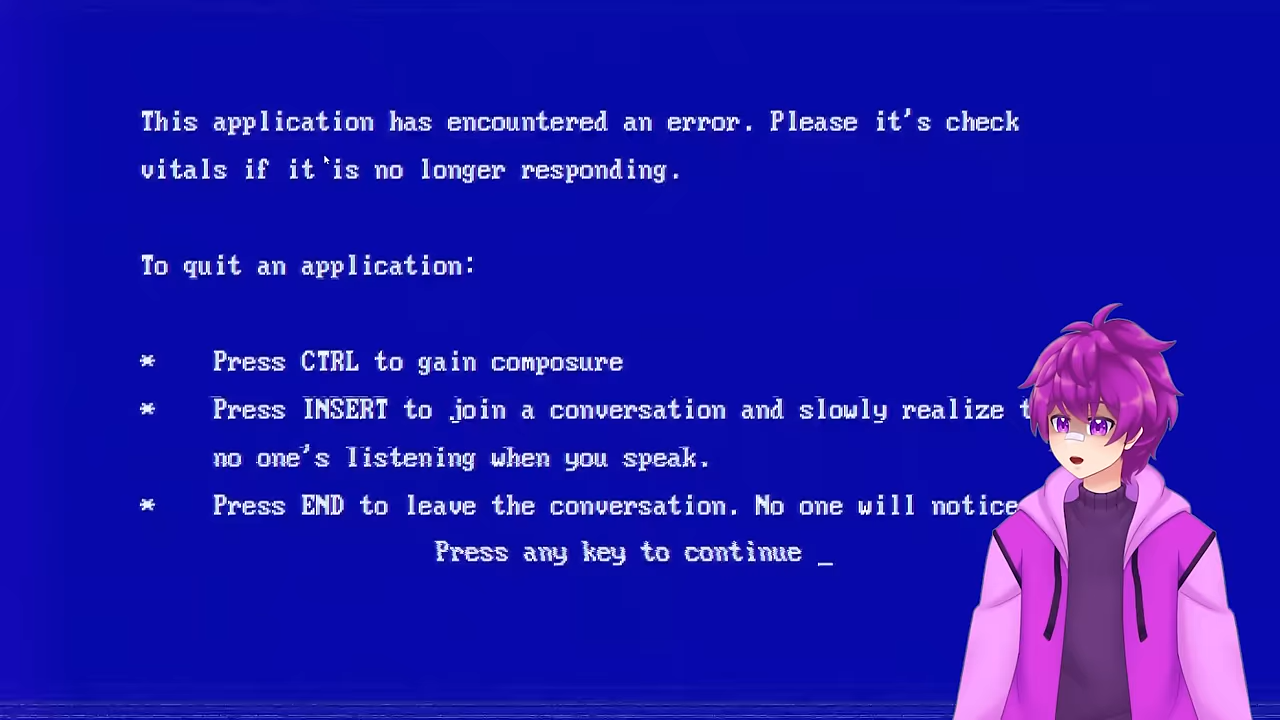 This application has encountered an error. Please it's check
vitals if it is no longer responding.
To quit an application:
* Press CTRL to gain composure
* Press INSERT to join a conversation and slowly realize
no one's listening when you speak.
* Press END to leave the conversation. No one will notice
Press any key to continue _